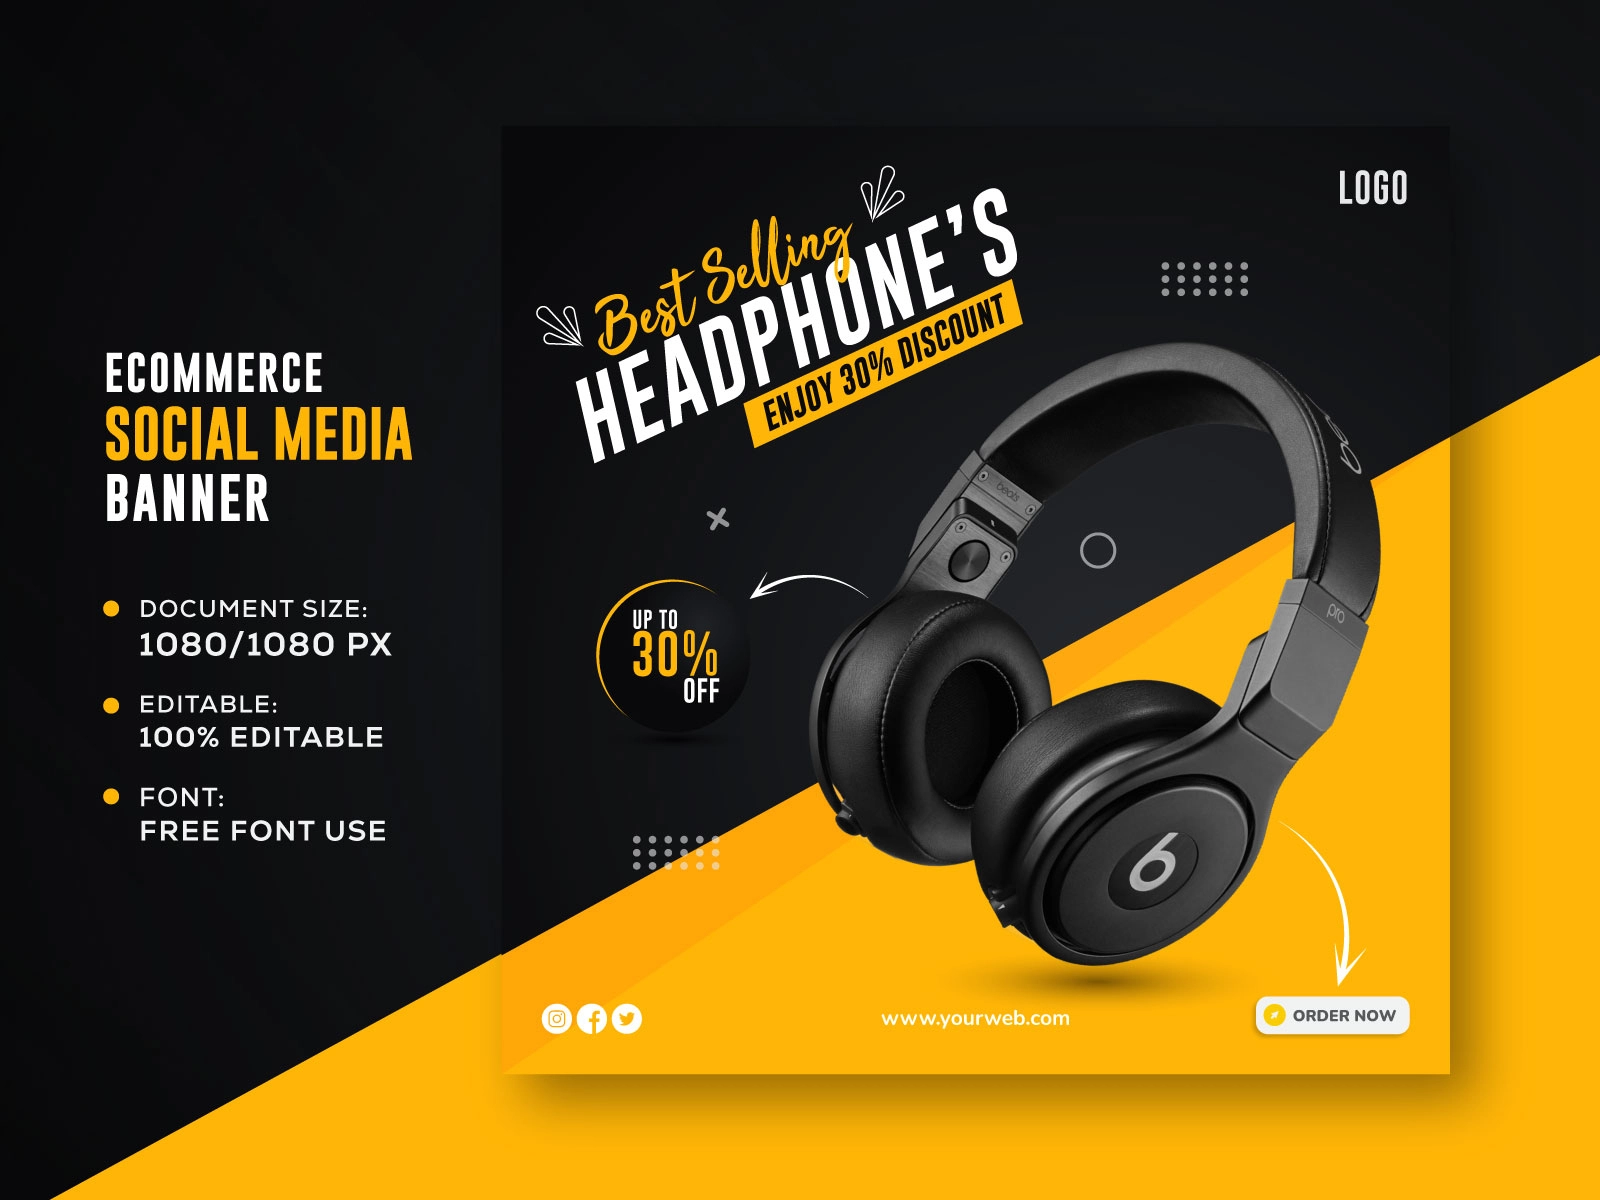 ECOMMERCE
SOCIAL MEDIA
BANNER
DOCUMENT SIZE:
1080/1080 PX
EDITABLE:
100% EDITABLE
FONT:
FREE FONT USE
LOGO
Best Selling
HEADPHONE'S
ENJOY 30% DISCOUNT
UP TO
30%
OFF
beats
pro
www.yourweb.com
ORDER NOW